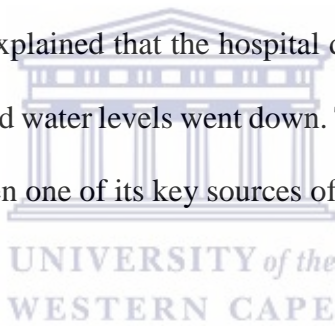 xplained that the hospital
d water levels went down.
n one of its key sources of
UNIVERSITY of the
WESTERN CAPE